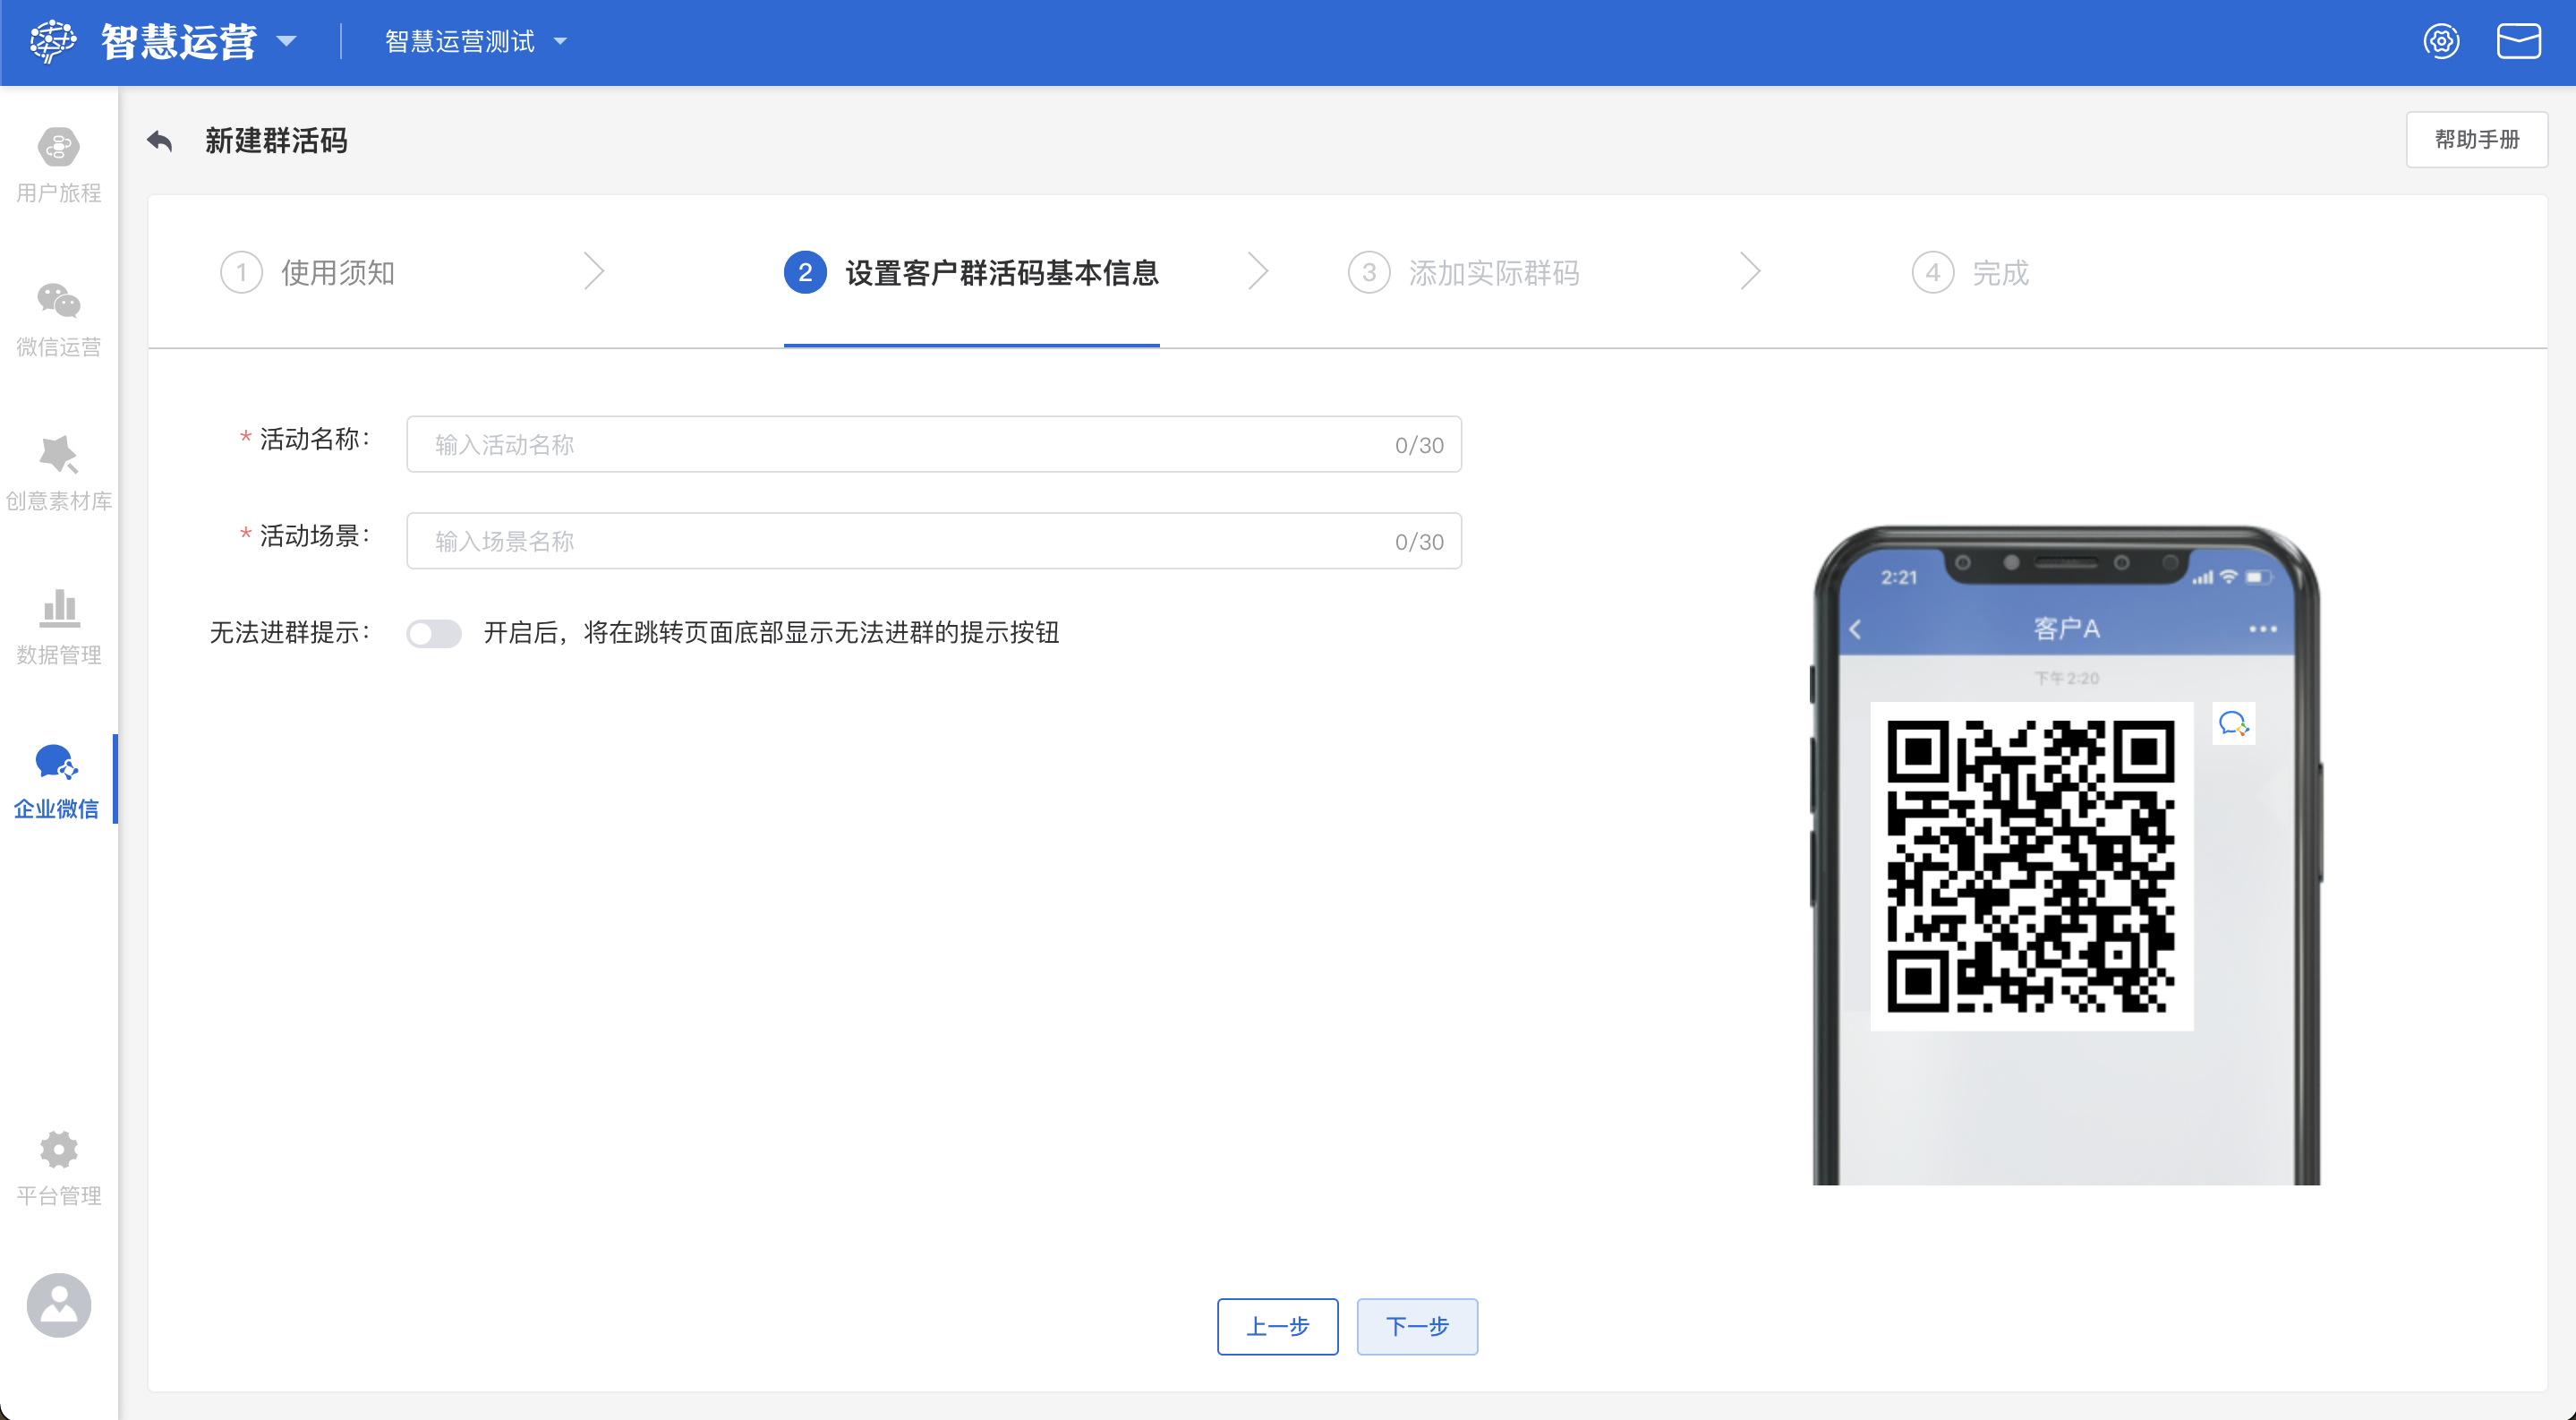 智慧运营
智慧运营测试
用户旅程
微信运营
创意素材库
数据管理
企业微信
平台管理
新建群活码
帮助手册
1 使用须知
2 设置客户群活码基本信息
3 添加实际群码
4 完成
* 活动名称:
输入活动名称
0/30
* 活动场景:
输入场景名称
0/30
无法进群提示:
开启后，将在跳转页面底部显示无法进群的提示按钮
2:21
客户A
下午 2:20
上一步
下一步